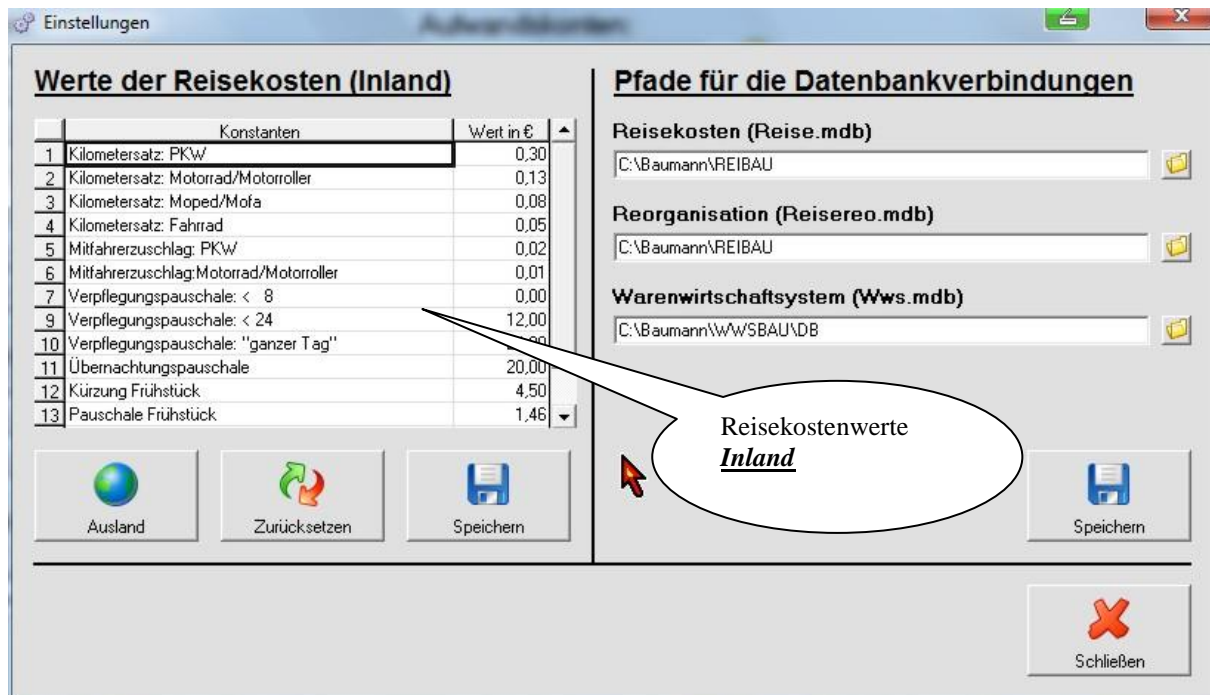 Einstellungen
Werte der Reisekosten (Inland)
Konstanten Wert in €
1 Kilometersatz: PKW 0,30
2 Kilometersatz: Motorrad/Motorroller 0,13
3 Kilometersatz: Moped/Mofa 0,08
4 Kilometersatz: Fahrrad 0,05
5 Mitfahrerzuschlag: PKW 0,02
6 Mitfahrerzuschlag:Motorrad/Motorroller 0,01
7 Verpflegungspauschale: < 8 0,00
9 Verpflegungspauschale: < 24 12,00
10 Verpflegungspauschale: "ganzer Tag"
11 Übernachtungspauschale 20,00
12 Kürzung Frühstück 4,50
13 Pauschale Frühstück 1,46
Ausland
Zurücksetzen
Speichern
Pfade für die Datenbankverbindungen
Reisekosten (Reise.mdb)
C:\Baumann\REIBAU
Reorganisation (Reisereo.mdb)
C:\Baumann\REIBAU
Warenwirtschaftsystem (Wws.mdb)
C:\Baumann\WWSBAU\DB
Reisekostenwerte
Inland
Speichern
Schließen